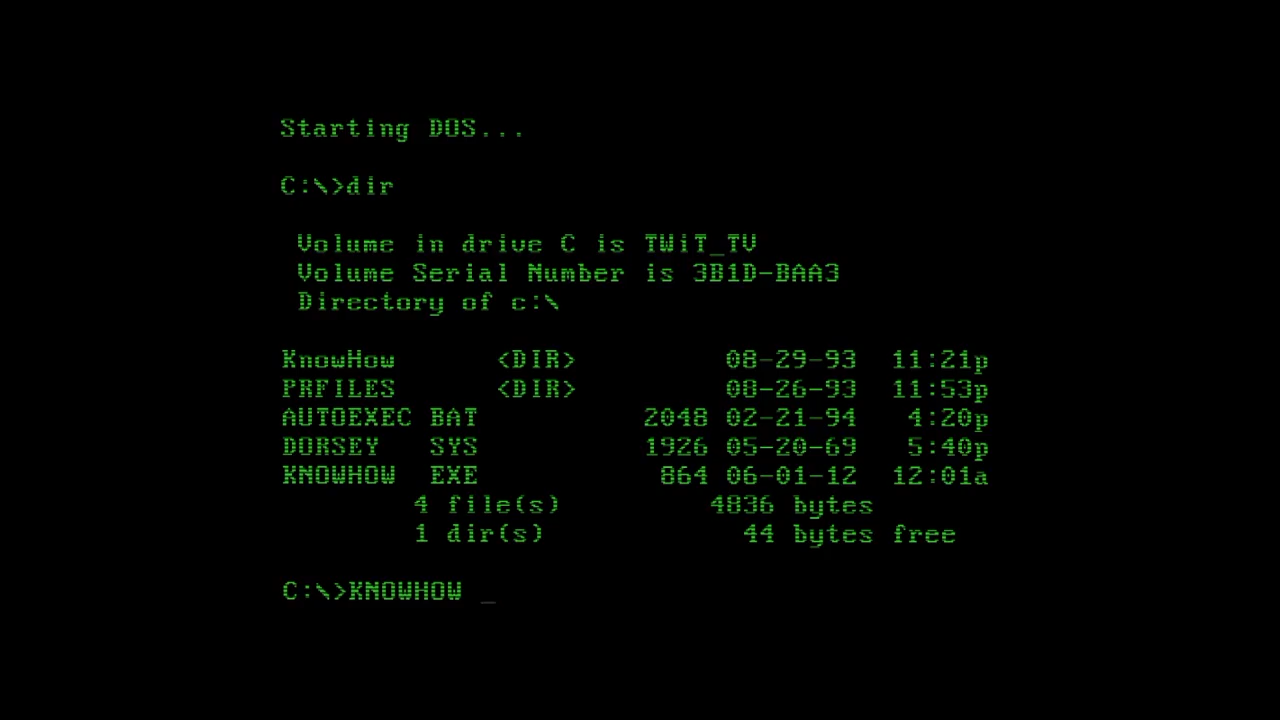 Starting DOS...
C:\>dir
Volume in drive C is TWiT_TV
Volume Serial Number is 3B1D-BAA3
Directory of c:\
KnowHow <DIR> 08-29-93 11:21p
PRFILES <DIR> 08-26-93 11:53p
AUTOEXEC BAT 2048 02-21-94 4:20p
DORSEY SYS 1926 05-20-69 5:40p
KNOWHOW EXE 864 06-01-12 12:01a
4 file(s) 4836 bytes
1 dir(s) 44 bytes free
C:\>KNOWHOW _